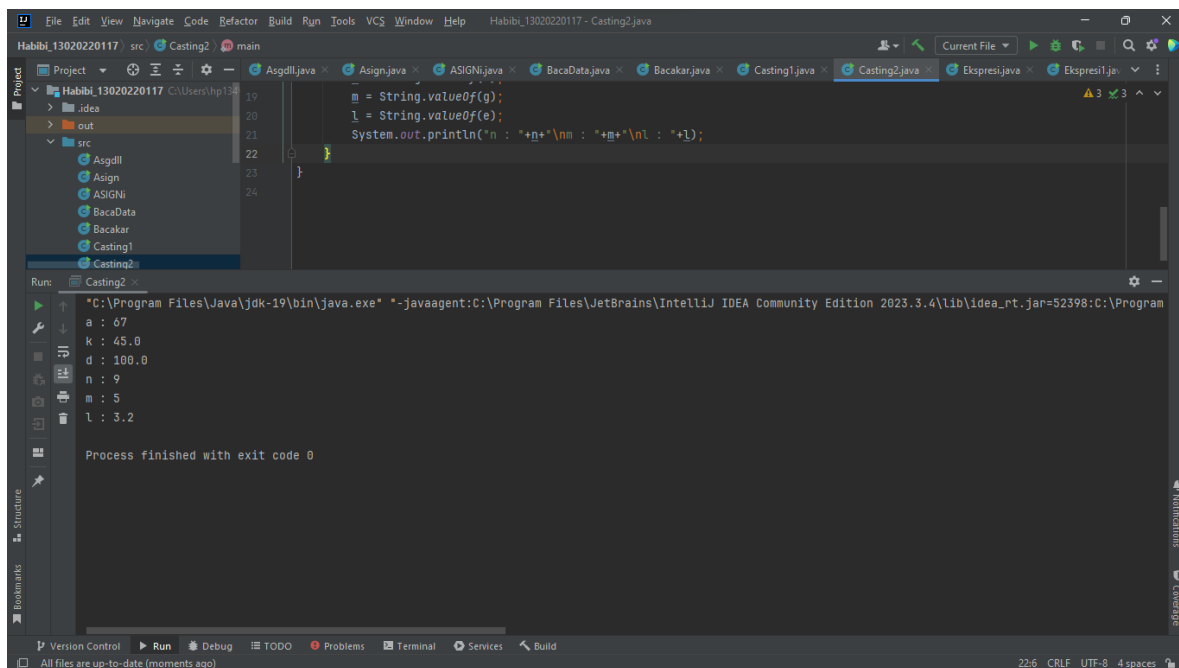 File Edit View Navigate Code Refactor Build Run Tools VCS Window Help Habibi_13020220117 - Casting2.java
Habibi_13020220117 src Casting2 main Current File
Project Project Asgdll.java Asign.java ASIGNi.java BacaData.java Bacakar.java Casting1.java Casting2.java Ekspresi.java Ekspresi1.jav
Habibi_13020220117 C:\Users\hp134
.idea
out
src
Asgdll
Asign
ASIGNi
BacaData
Bacakar
Casting1
Casting2
19 m = String.valueOf(g);
20 l = String.valueOf(e);
21 System.out.println("n : "+n+"\nm : "+m+"\nl : "+l);
22 }
23 }
24
3 3
Run: Casting2
"C:\Program Files\Java\jdk-19\bin\java.exe" "-javaagent:C:\Program Files\JetBrains\IntelliJ IDEA Community Edition 2023.3.4\lib\idea_rt.jar=52398:C:\Program
a : 67
k : 45.0
d : 100.0
n : 9
m : 5
l : 3.2
Process finished with exit code 0
Structure
Bookmarks
Notifications
Coverage
Version Control Run Debug TODO Problems Terminal Services Build
All files are up-to-date (moments ago) 22:6 CRLF UTF-8 4 spaces